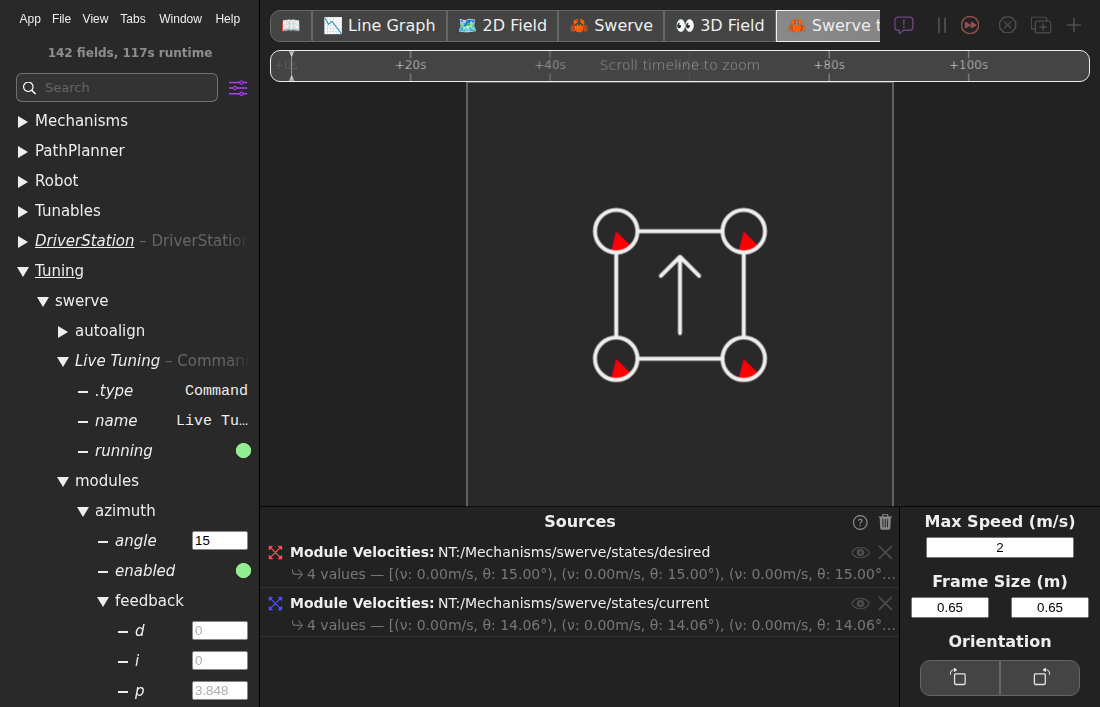 App File View Tabs Window Help
142 fields, 117s runtime
Search
Mechanisms
PathPlanner
Robot
Tunables
DriverStation – DriverStation
Tuning
swerve
autoalign
Live Tuning – Comman
.type Command
name Live Tu…
running
modules
azimuth
angle 15
enabled
feedback
d 0
i 0
p 3.848
Line Graph 2D Field Swerve 3D Field Swerve t
+0s +20s +40s Scroll timeline to zoom +80s +100s
Sources
Module Velocities: NT:/Mechanisms/swerve/states/desired
4 values — [(ν: 0.00m/s, θ: 15.00°), (ν: 0.00m/s, θ: 15.00°), (ν: 0.00m/s, θ: 15.00°…
Module Velocities: NT:/Mechanisms/swerve/states/current
4 values — [(ν: 0.00m/s, θ: 14.06°), (ν: 0.00m/s, θ: 14.06°), (ν: 0.00m/s, θ: 14.06°…
Max Speed (m/s)
2
Frame Size (m)
0.65 0.65
Orientation